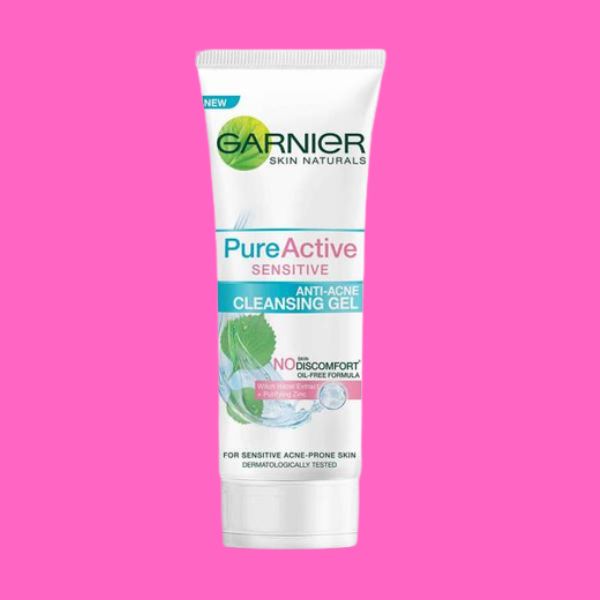 NEW
GARNIER
SKIN NATURALS
PureActive
SENSITIVE
ANTI-ACNE
CLEANSING GEL
NO SKIN DISCOMFORT*
OIL-FREE FORMULA
Witch Hazel Extract
+ Purifying Zinc
FOR SENSITIVE ACNE-PRONE SKIN
DERMATOLOGICALLY TESTED